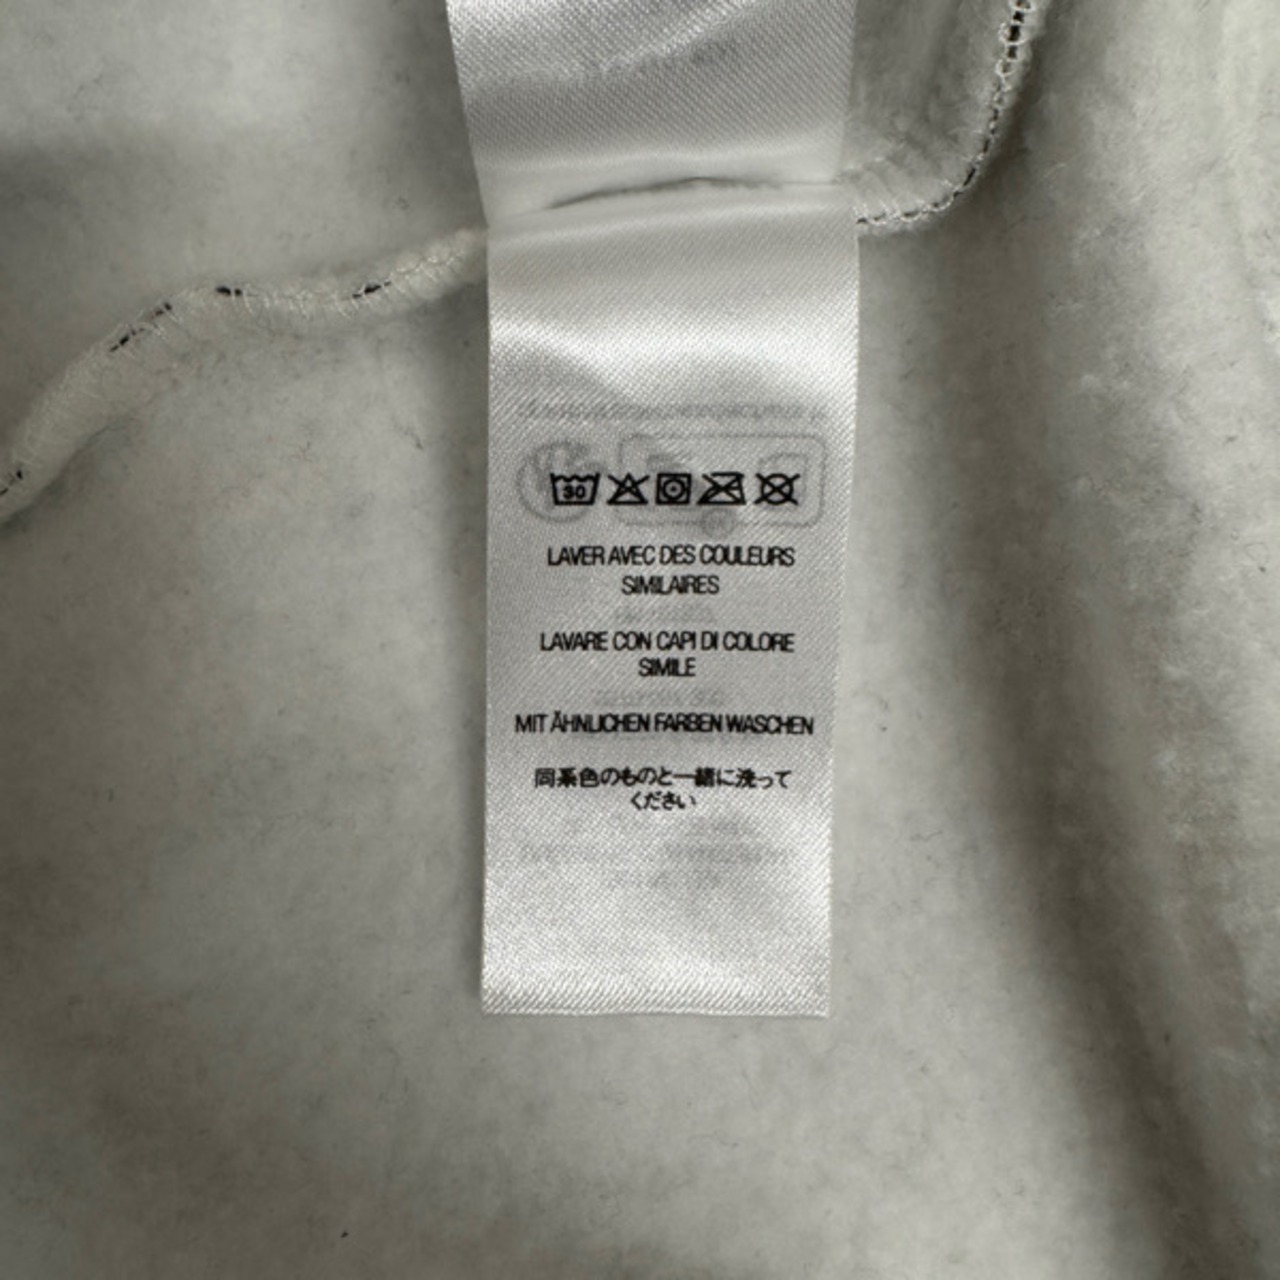 30
LAVER AVEC DES COULEURS
SIMILAIRES
LAVARE CON CAPI DI COLORE
SIMILE
MIT ÄHNLICHEN FARBEN WASCHEN
同系色のものと一緒に洗って
ください